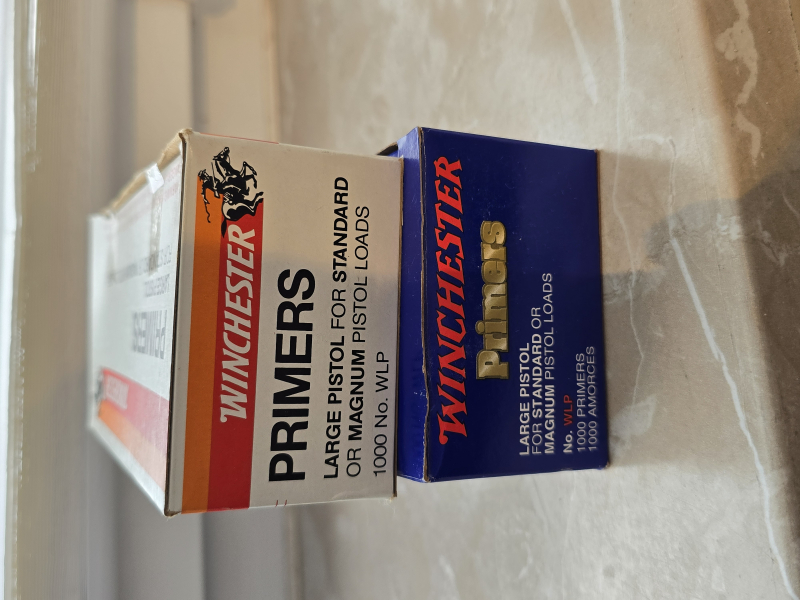 WINCHESTER
PRIMERS
LARGE PISTOL FOR STANDARD
OR MAGNUM PISTOL LOADS
1000 No. WLP
PRIMERS
WINCHESTER
Primers
LARGE PISTOL
FOR STANDARD OR
MAGNUM PISTOL LOADS
No. WLP
1000 PRIMERS
1000 AMORCES